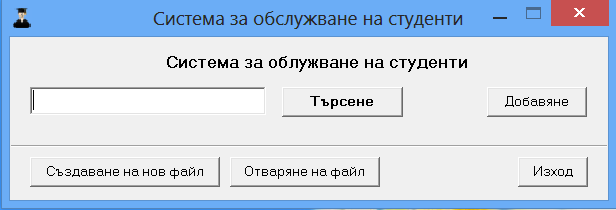 Система за обслужване на студенти
Система за облужване на студенти
Търсене
Добавяне
Създаване на нов файл
Отваряне на файл
Изход